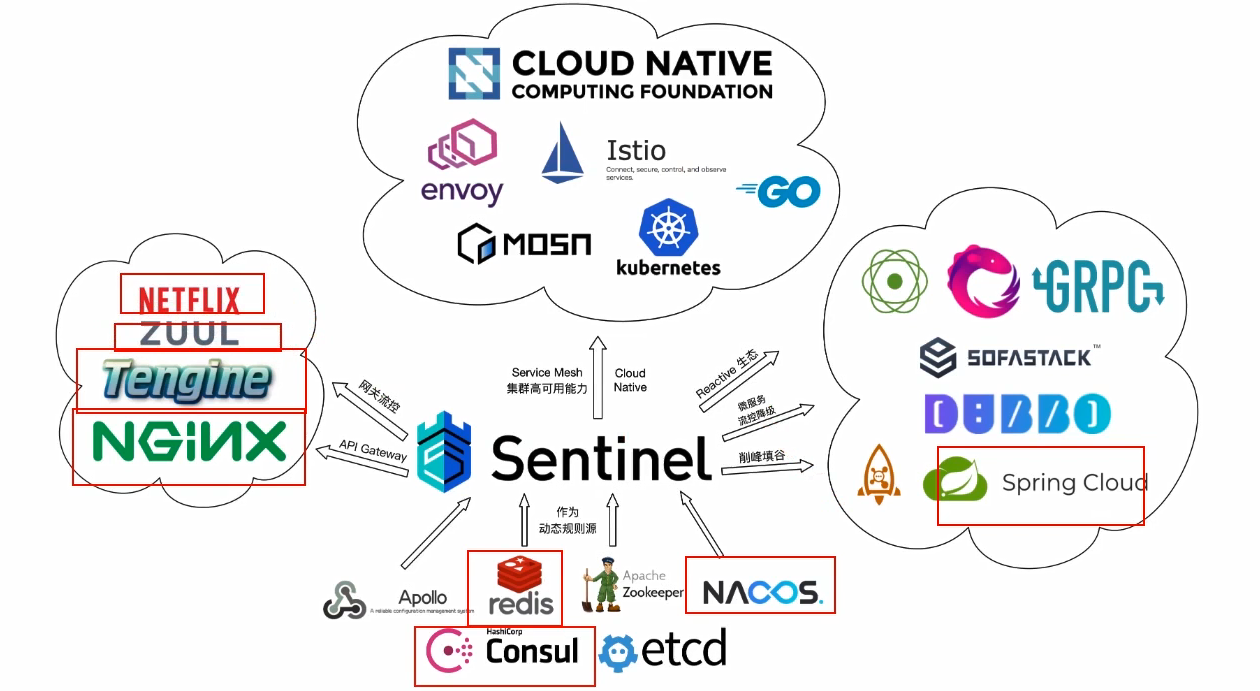 CLOUD NATIVE
COMPUTING FOUNDATION
envoy
Istio
Connect, secure, control, and observe
services.
GO
MOSN
kubernetes
NETFLIX
ZUUL
Tengine
NGINX
网关流控
API Gateway
Service Mesh
集群高可用能力
Cloud
Native
Reactive 生态
微服务
流控降级
削峰填谷
Sentinel
GRPC
SOFASTACK™
DUBBO
Spring Cloud
作为
动态规则源
Apollo
A reliable configuration management system
redis
Apache
Zookeeper
NACOS.
HashiCorp
Consul
etcd